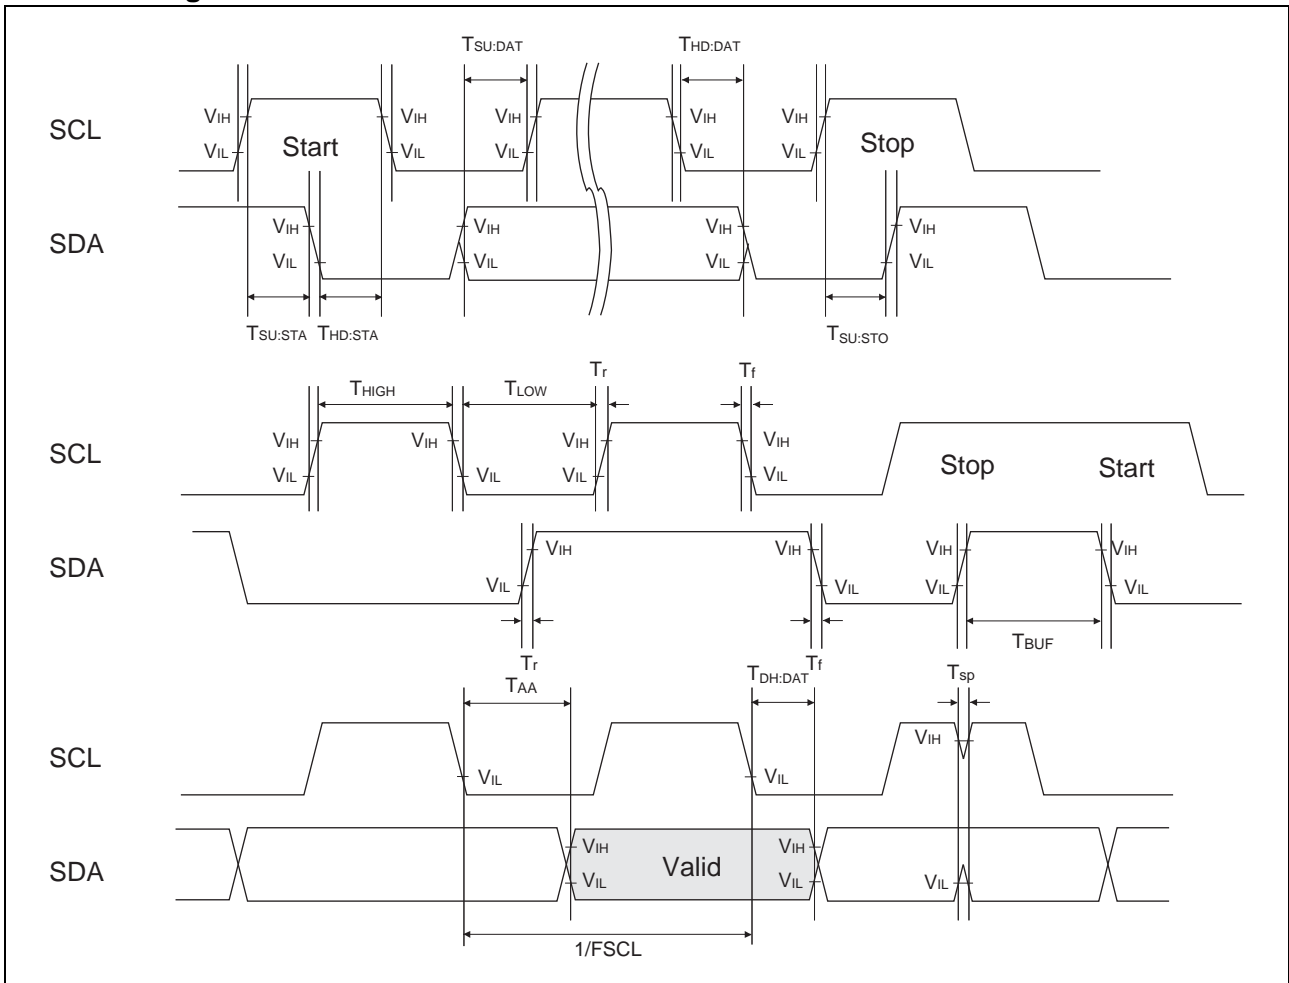 TSU:DAT THD:DAT
SCL VIH VIH VIH VIH VIH
VIL Start VIL VIL VIL VIL Stop
SDA VIH VIH VIH VIH
VIL VIL VIL VIL
TSU:STA THD:STA TSU:STO
THIGH TLOW Tr Tf
SCL VIH VIH VIH VIH
VIL VIL VIL VIL Stop Start
SDA VIH VIH VIH VIH
VIL VIL VIL VIL
Tr Tf TBUF
TAA TDH:DAT Tsp
SCL VIH
VIL VIL
SDA VIH Valid VIH
VIL VIL VIL
1/FSCL